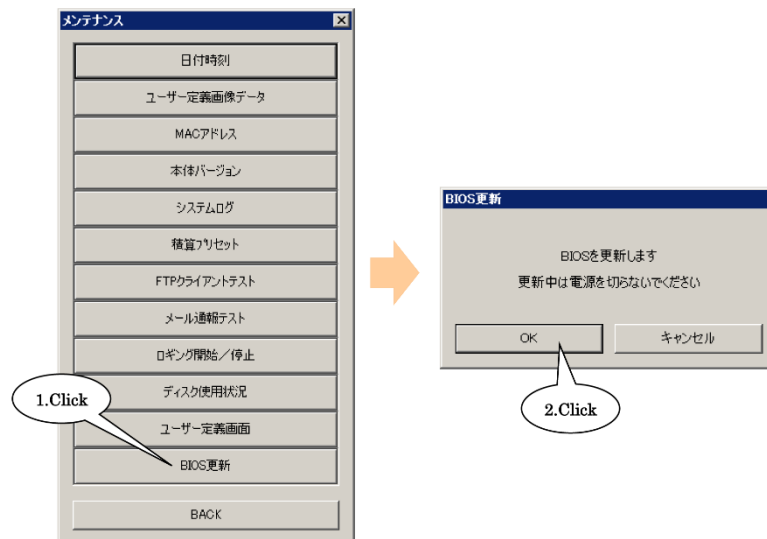 メンテナンス
日付時刻
ユーザー定義画像データ
MACアドレス
本体バージョン
システムログ
積算プリセット
FTPクライアントテスト
メール通報テスト
ロギング開始／停止
ディスク使用状況
ユーザー定義画面
BIOS更新
BACK
1.Click
BIOS更新
BIOSを更新します
更新中は電源を切らないでください
OK
キャンセル
2.Click